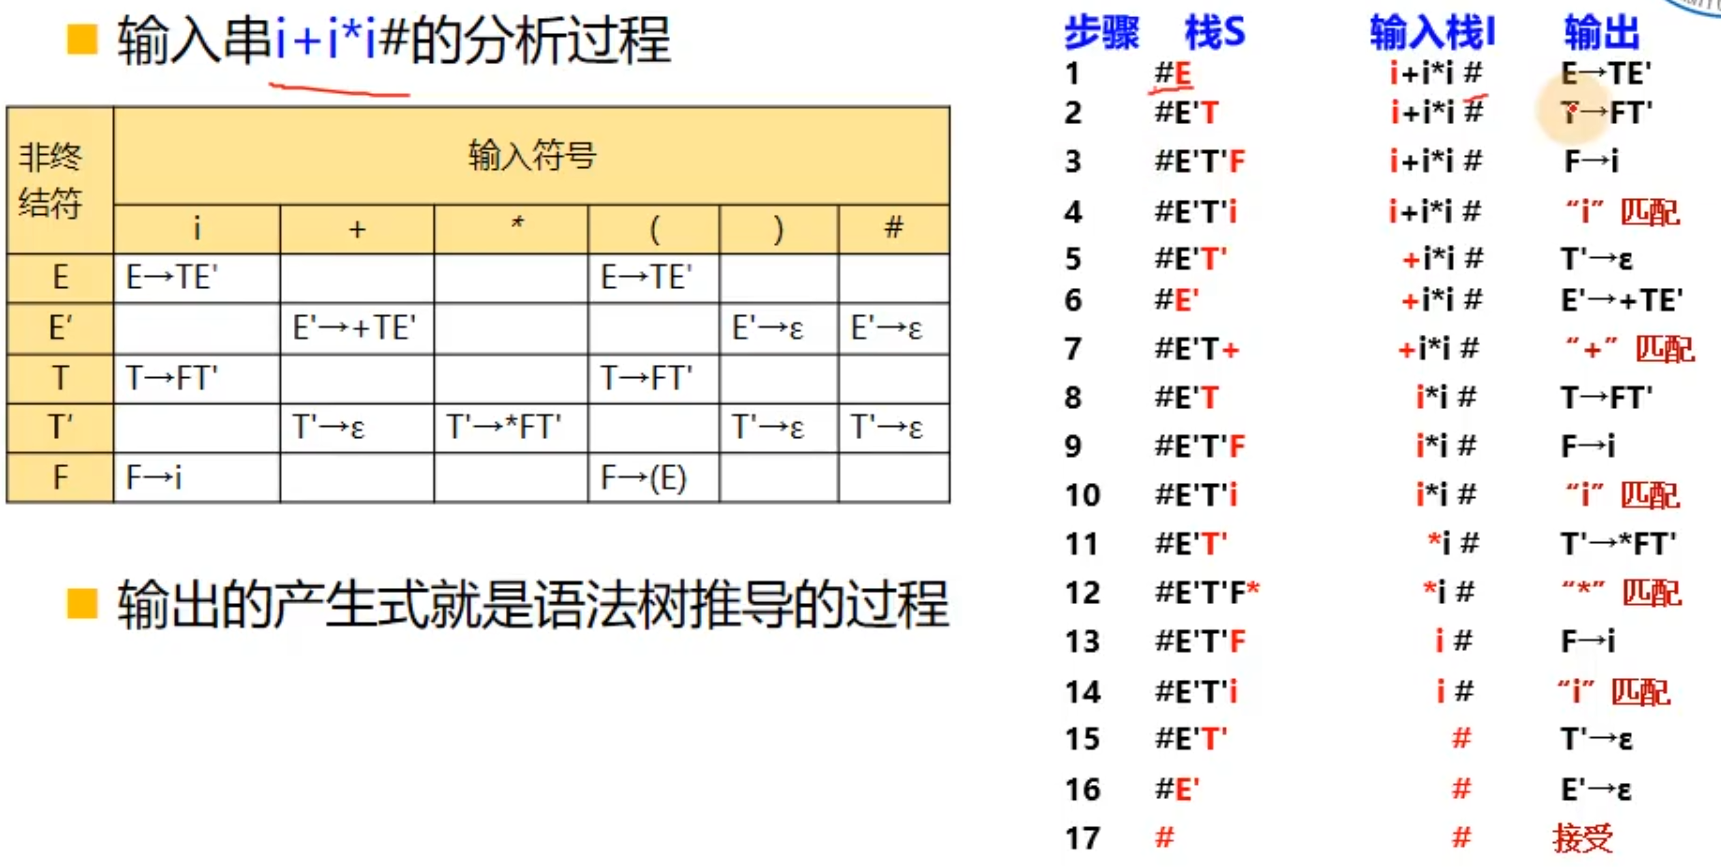 ■ 输入串i+i*i#的分析过程
非终结符 输入符号
i + * ( ) #
E E→TE' E→TE'
E′ E'→+TE' E'→ε E'→ε
T T→FT' T→FT'
T′ T'→ε T'→*FT' T'→ε T'→ε
F F→i F→(E)
■ 输出的产生式就是语法树推导的过程
步骤 栈S 输入栈I 输出
1 #E i+i*i # E→TE'
2 #E'T i+i*i # T→FT'
3 #E'T'F i+i*i # F→i
4 #E'T'i i+i*i # “i” 匹配
5 #E'T' +i*i # T'→ε
6 #E' +i*i # E'→+TE'
7 #E'T+ +i*i # “+” 匹配
8 #E'T i*i # T→FT'
9 #E'T'F i*i # F→i
10 #E'T'i i*i # “i” 匹配
11 #E'T' *i # T'→*FT'
12 #E'T'F* *i # “*” 匹配
13 #E'T'F i # F→i
14 #E'T'i i # “i” 匹配
15 #E'T' # T'→ε
16 #E' # E'→ε
17 # # 接受